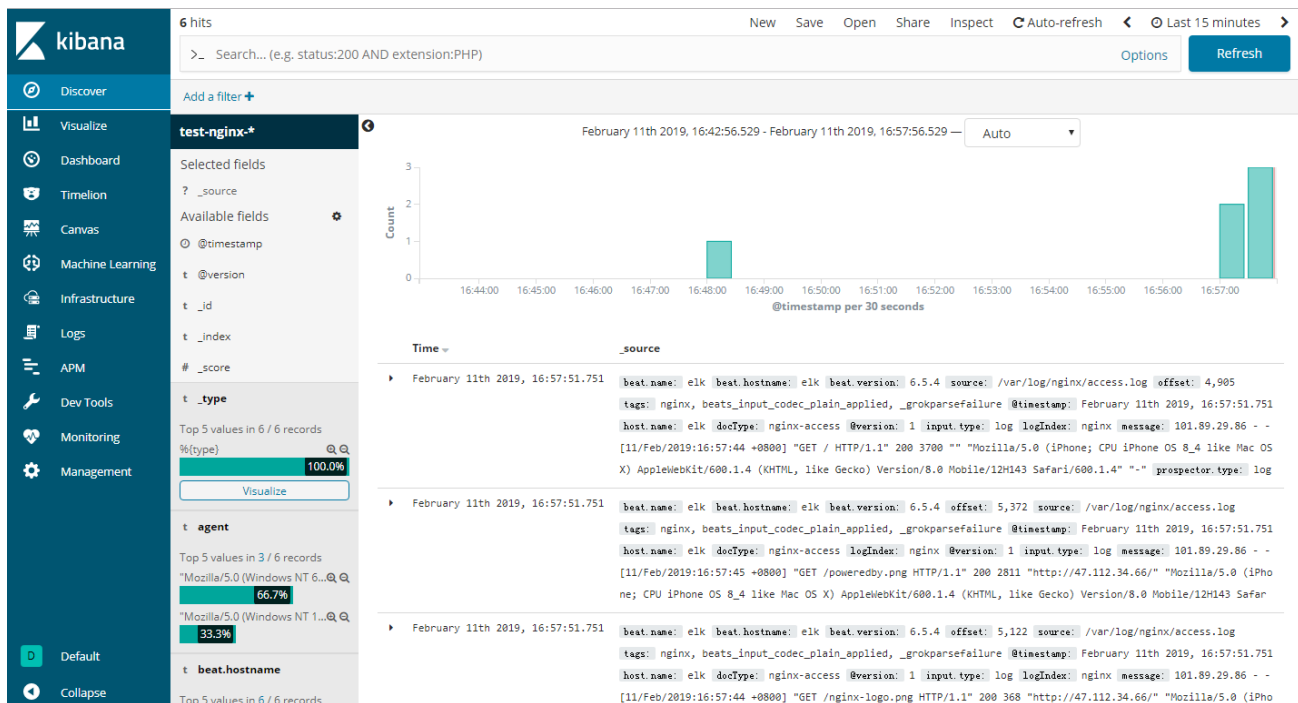 kibana
Discover
Visualize
Dashboard
Timelion
Canvas
Machine Learning
Infrastructure
Logs
APM
Dev Tools
Monitoring
Management
D Default
Collapse
6 hits
New Save Open Share Inspect Auto-refresh Last 15 minutes
>_ Search... (e.g. status:200 AND extension:PHP) Options Refresh
Add a filter +
test-nginx-*
Selected fields
? _source
Available fields
@timestamp
t @version
t _id
t _index
# _score
t _type
Top 5 values in 6 / 6 records
%{type}
100.0%
Visualize
t agent
Top 5 values in 3 / 6 records
"Mozilla/5.0 (Windows NT 6...
66.7%
"Mozilla/5.0 (Windows NT 1...
33.3%
t beat.hostname
Top 5 values in 6 / 6 records
February 11th 2019, 16:42:56.529 - February 11th 2019, 16:57:56.529 — Auto
3
2
1
0
Count
16:44:00 16:45:00 16:46:00 16:47:00 16:48:00 16:49:00 16:50:00 16:51:00 16:52:00 16:53:00 16:54:00 16:55:00 16:56:00 16:57:00
@timestamp per 30 seconds
Time _source
February 11th 2019, 16:57:51.751 beat.name: elk beat.hostname: elk beat.version: 6.5.4 source: /var/log/nginx/access.log offset: 4,905
tags: nginx, beats_input_codec_plain_applied, _grokparsefailure @timestamp: February 11th 2019, 16:57:51.751
host.name: elk docType: nginx-access @version: 1 input.type: log logIndex: nginx message: 101.89.29.86 - -
[11/Feb/2019:16:57:44 +0800] "GET / HTTP/1.1" 200 3700 "" "Mozilla/5.0 (iPhone; CPU iPhone OS 8_4 like Mac OS
X) AppleWebKit/600.1.4 (KHTML, like Gecko) Version/8.0 Mobile/12H143 Safari/600.1.4" "-" prospector.type: log
February 11th 2019, 16:57:51.751 beat.name: elk beat.hostname: elk beat.version: 6.5.4 offset: 5,372 source: /var/log/nginx/access.log
tags: nginx, beats_input_codec_plain_applied, _grokparsefailure @timestamp: February 11th 2019, 16:57:51.751
host.name: elk docType: nginx-access logIndex: nginx @version: 1 input.type: log message: 101.89.29.86 - -
[11/Feb/2019:16:57:45 +0800] "GET /poweredby.png HTTP/1.1" 200 2811 "http://47.112.34.66/" "Mozilla/5.0 (iPho
ne; CPU iPhone OS 8_4 like Mac OS X) AppleWebKit/600.1.4 (KHTML, like Gecko) Version/8.0 Mobile/12H143 Safar
February 11th 2019, 16:57:51.751 beat.name: elk beat.hostname: elk beat.version: 6.5.4 offset: 5,122 source: /var/log/nginx/access.log
tags: nginx, beats_input_codec_plain_applied, _grokparsefailure @timestamp: February 11th 2019, 16:57:51.751
host.name: elk docType: nginx-access @version: 1 input.type: log logIndex: nginx message: 101.89.29.86 - -
[11/Feb/2019:16:57:44 +0800] "GET /nginx-logo.png HTTP/1.1" 200 368 "http://47.112.34.66/" "Mozilla/5.0 (iPho